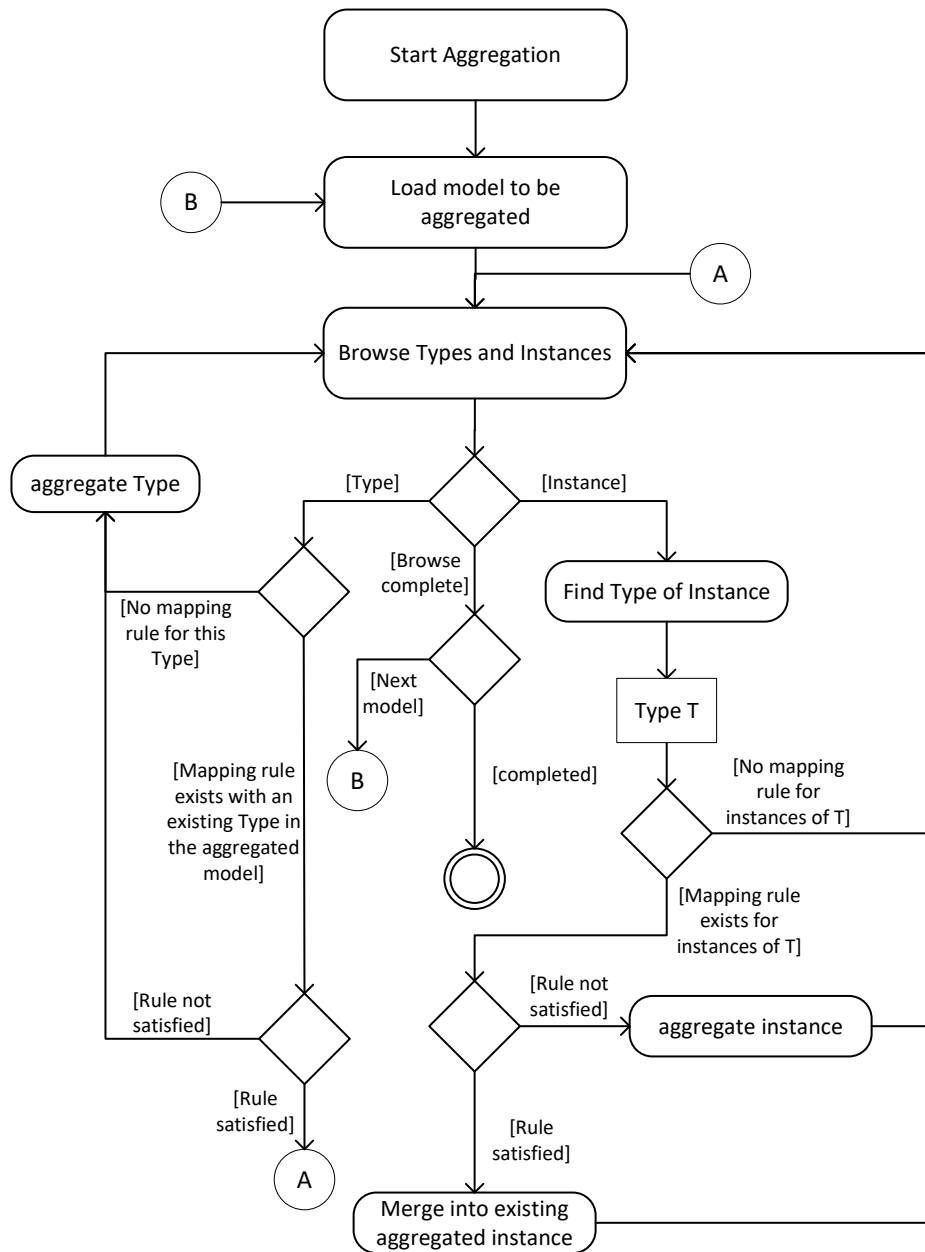 Start Aggregation
Load model to be
aggregated
B
A
Browse Types and Instances
aggregate Type
[Type]
[Instance]
[Browse
complete]
Find Type of Instance
[No mapping
rule for this
Type]
[Next
model]
Type T
B
[completed]
[No mapping
rule for
instances of T]
[Mapping rule
exists with an
existing Type in
the aggregated
model]
[Mapping rule
exists for
instances of T]
[Rule not
satisfied]
[Rule not
satisfied]
aggregate instance
[Rule
satisfied]
[Rule
satisfied]
A
Merge into existing
aggregated instance